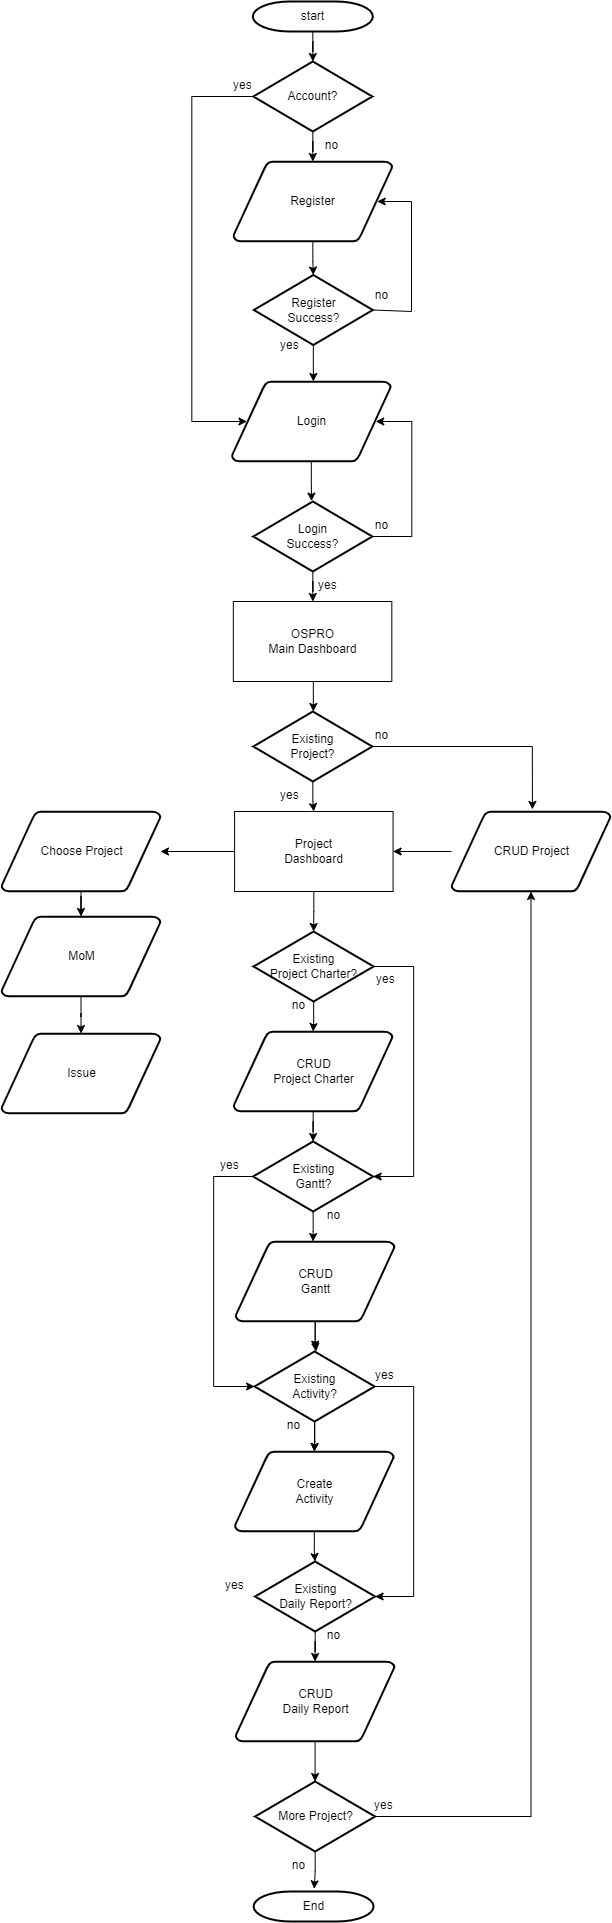 start
yes
Account?
no
Register
no
Register
Success?
yes
Login
no
Login
Success?
yes
OSPRO
Main Dashboard
no
Existing
Project?
yes
Choose Project
Project
Dashboard
CRUD Project
MoM
Existing
Project Charter?
yes
no
Issue
CRUD
Project Charter
yes
Existing
Gantt?
no
CRUD
Gantt
yes
Existing
Activity?
no
Create
Activity
yes
Existing
Daily Report?
no
CRUD
Daily Report
yes
More Project?
no
End